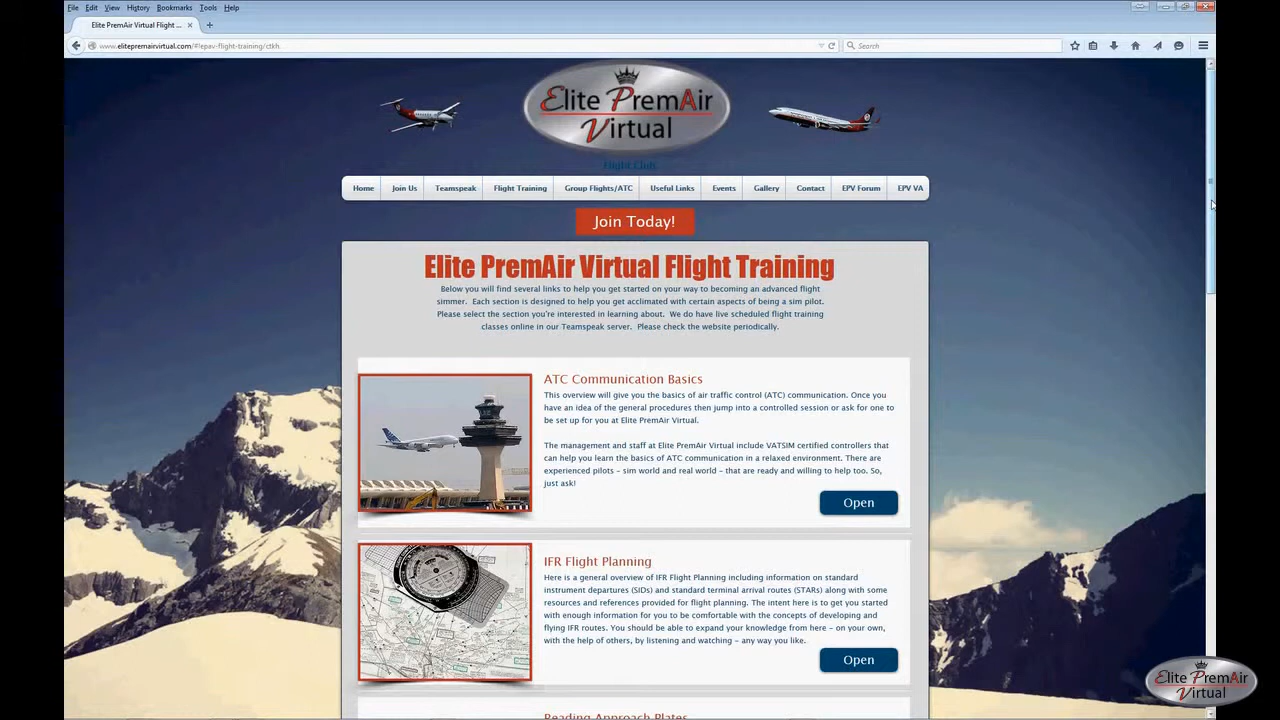 File Edit View History Bookmarks Tools Help
Elite PremAir Virtual Flight ... × +
www.elitepremairvirtual.com/#!epav-flight-training/ctkh
Search
Elite PremAir
Virtual
Flight Club
Home Join Us Teamspeak Flight Training Group Flights/ATC Useful Links Events Gallery Contact EPV Forum EPV VA
Join Today!
Elite PremAir Virtual Flight Training
Below you will find several links to help you get started on your way to becoming an advanced flight
simmer. Each section is designed to help you get acclimated with certain aspects of being a sim pilot.
Please select the section you're interested in learning about. We do have live scheduled flight training
classes online in our Teamspeak server. Please check the website periodically.
ATC Communication Basics
This overview will give you the basics of air traffic control (ATC) communication. Once you
have an idea of the general procedures then jump into a controlled session or ask for one to
be set up for you at Elite PremAir Virtual.
The management and staff at Elite PremAir Virtual include VATSIM certified controllers that
can help you learn the basics of ATC communication in a relaxed environment. There are
experienced pilots - sim world and real world - that are ready and willing to help too. So,
just ask!
Open
IFR Flight Planning
Here is a general overview of IFR Flight Planning including information on standard
instrument departures (SIDs) and standard terminal arrival routes (STARs) along with some
resources and references provided for flight planning. The intent here is to get you started
with enough information for you to be comfortable with the concepts of developing and
flying IFR routes. You should be able to expand your knowledge from here - on your own,
with the help of others, by listening and watching - any way you like.
Open
Reading Approach Plates
Elite PremAir
Virtual